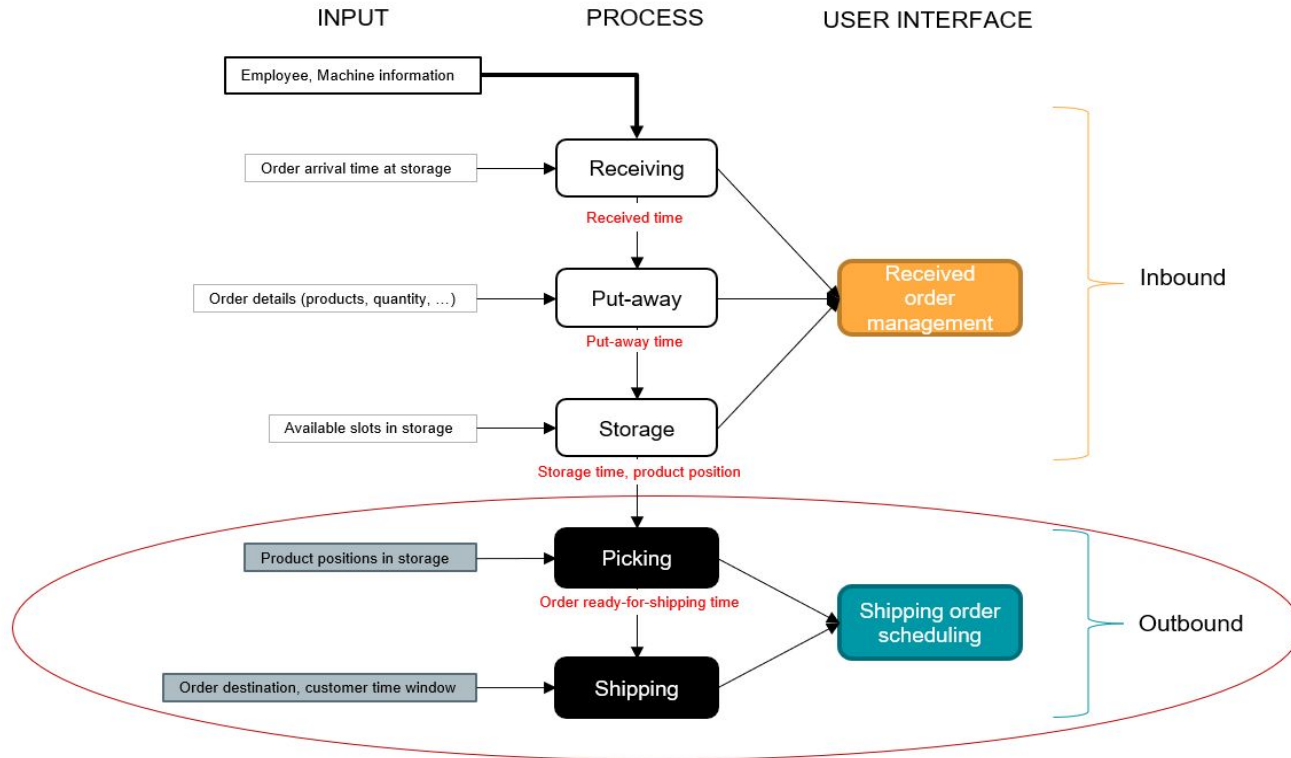 INPUT
PROCESS
USER INTERFACE
Employee, Machine information
Order arrival time at storage
Receiving
Received time
Order details (products, quantity, ...)
Put-away
Received
order
management
Inbound
Put-away time
Available slots in storage
Storage
Storage time, product position
Product positions in storage
Picking
Order ready-for-shipping time
Shipping order
scheduling
Outbound
Order destination, customer time window
Shipping